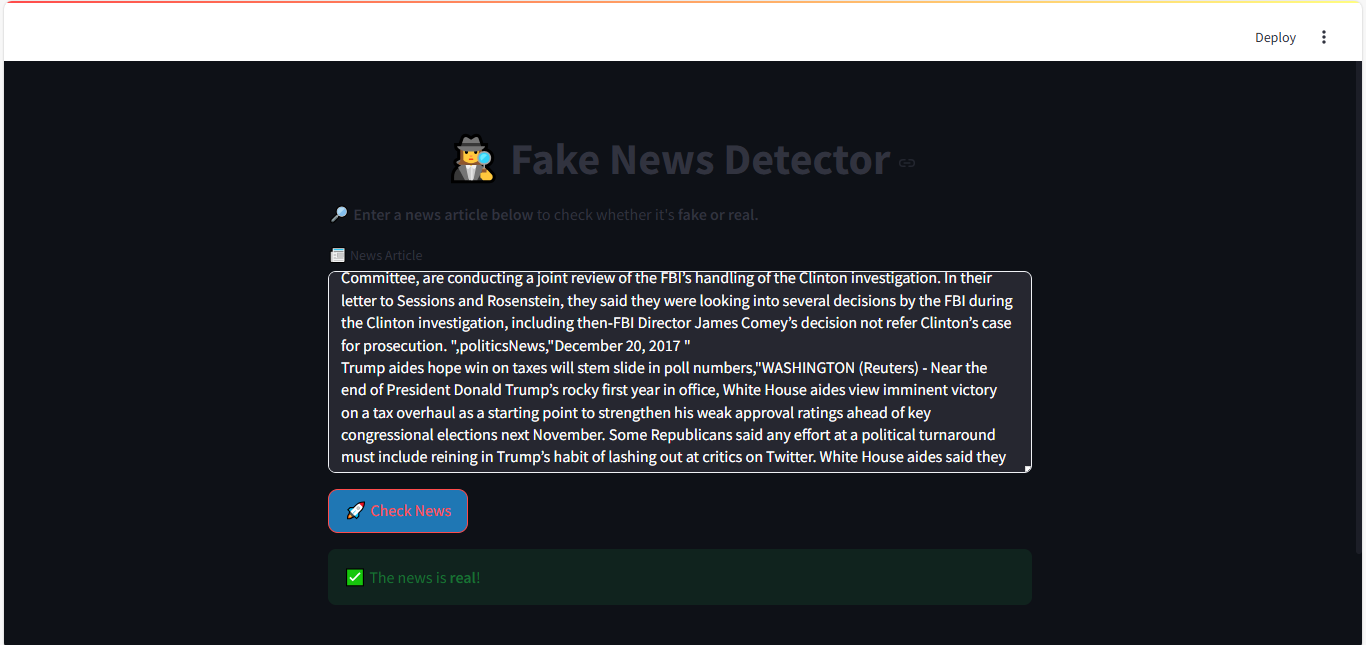 Deploy
Fake News Detector
Enter a news article below to check whether it's fake or real.
News Article
Committee, are conducting a joint review of the FBI’s handling of the Clinton investigation. In their
letter to Sessions and Rosenstein, they said they were looking into several decisions by the FBI during
the Clinton investigation, including then-FBI Director James Comey’s decision not refer Clinton’s case
for prosecution. ",politicsNews,"December 20, 2017 "
Trump aides hope win on taxes will stem slide in poll numbers,"WASHINGTON (Reuters) - Near the
end of President Donald Trump’s rocky first year in office, White House aides view imminent victory
on a tax overhaul as a starting point to strengthen his weak approval ratings ahead of key
congressional elections next November. Some Republicans said any effort at a political turnaround
must include reining in Trump’s habit of lashing out at critics on Twitter. White House aides said they
Check News
The news is real!